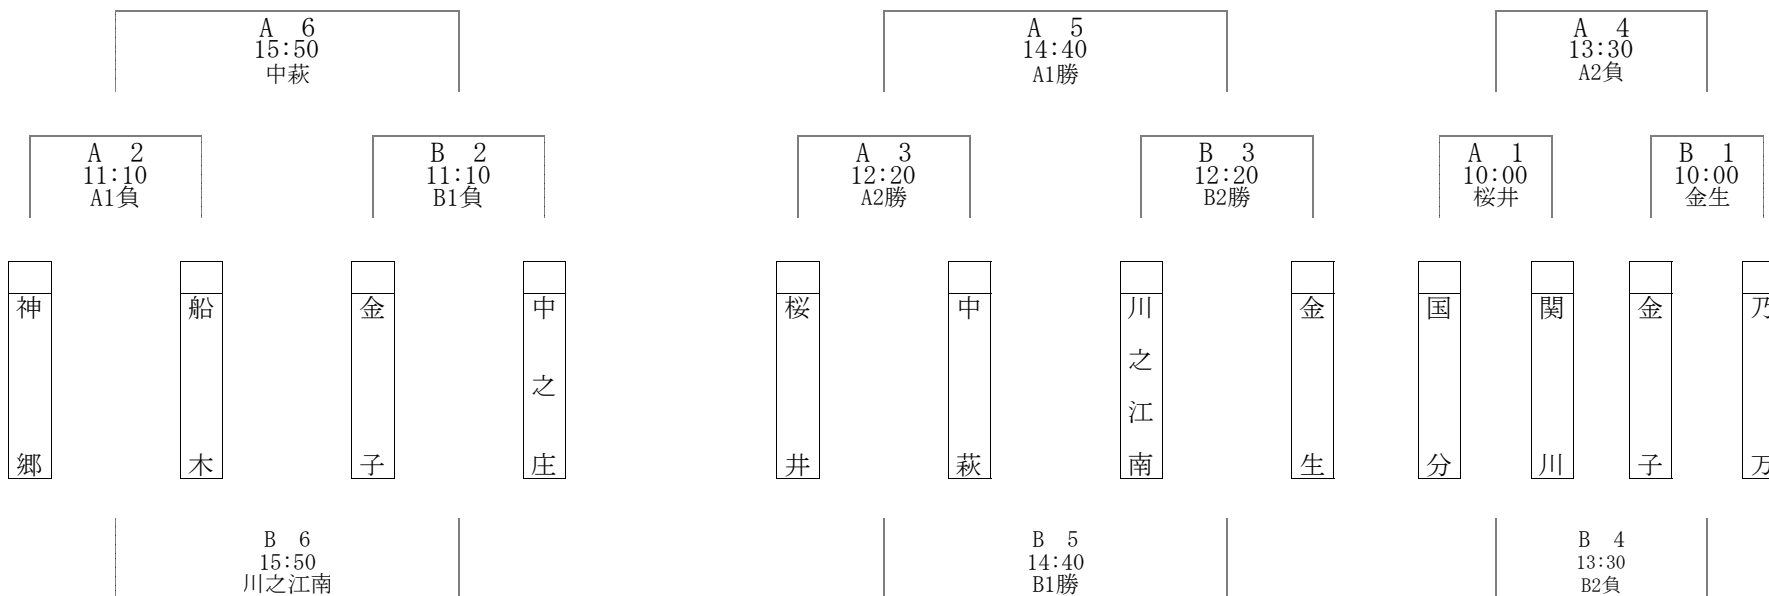 A 6
15:50
中萩
A 5
14:40
A1勝
A 4
13:30
A2負
A 2
11:10
A1負
B 2
11:10
B1負
A 3
12:20
A2勝
B 3
12:20
B2勝
A 1
10:00
桜井
B 1
10:00
金生
神郷
船木
金子
中之庄
桜井
中萩
川之江南
金生
国分
関川
金子
乃万
B 6
15:50
川之江南
B 5
14:40
B1勝
B 4
13:30
B2負